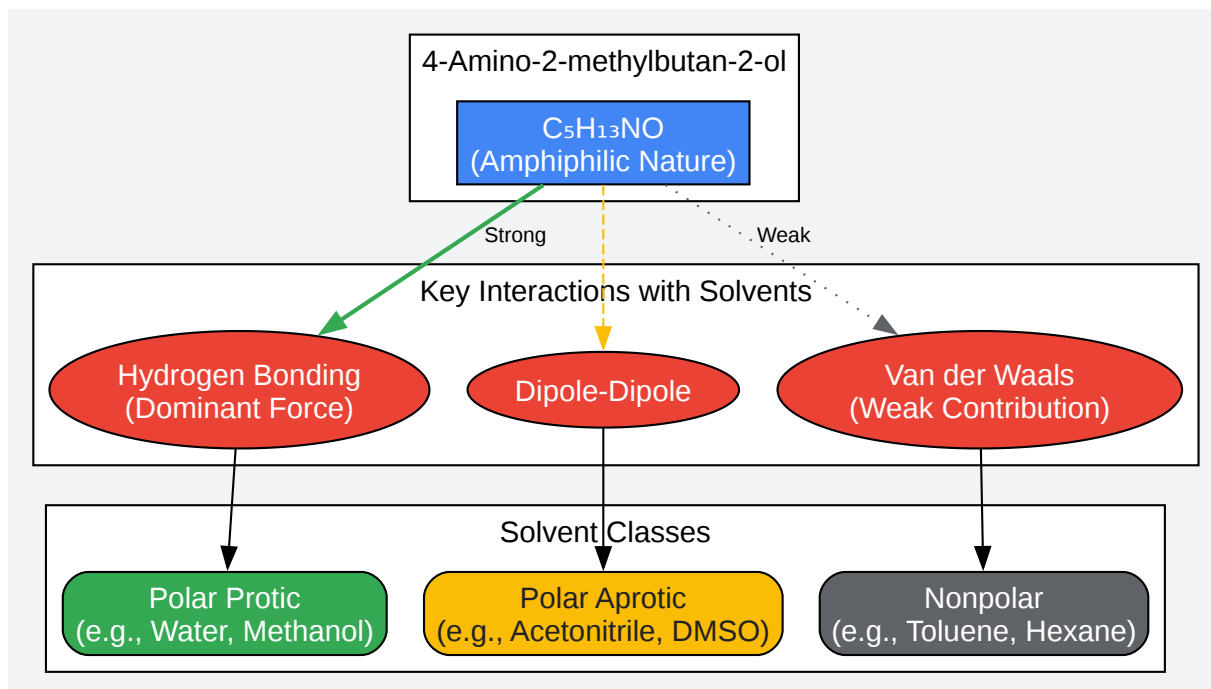 4-Amino-2-methylbutan-2-ol
C₅H₁₃NO
(Amphiphilic Nature)
Strong
Weak
Key Interactions with Solvents
Hydrogen Bonding
(Dominant Force)
Dipole-Dipole
Van der Waals
(Weak Contribution)
Solvent Classes
Polar Protic
(e.g., Water, Methanol)
Polar Aprotic
(e.g., Acetonitrile, DMSO)
Nonpolar
(e.g., Toluene, Hexane)